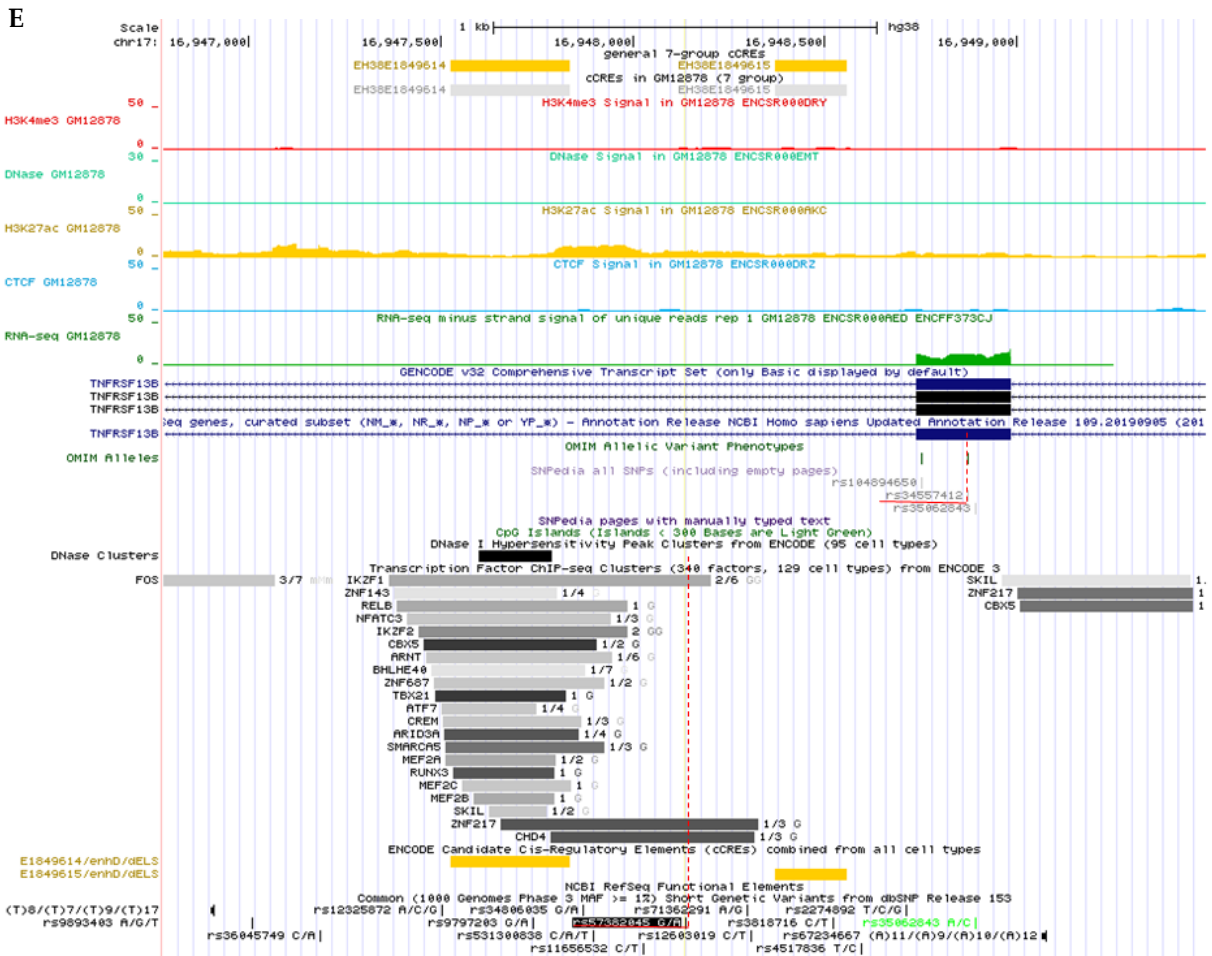 E
Scale 1 kb hg38
chr17: 16,947,000| 16,947,500| 16,948,000| 16,948,500| 16,949,000|
general 7-group cCREs
EH38E1849614 EH38E1849615
cCREs in GM12878 (7 group)
EH38E1849614 EH38E1849615
H3K4me3 Signal in GM12878 ENCSR000DRY
50 _
H3K4me3 GM12878
0 _
DNase Signal in GM12878 ENCSR000EMT
30 _
DNase GM12878
0 _
H3K27ac Signal in GM12878 ENCSR000AKC
50 _
H3K27ac GM12878
0 _
CTCF Signal in GM12878 ENCSR000DRZ
50 _
CTCF GM12878
0 _
RNA-seq minus strand signal of unique reads rep 1 GM12878 ENCSR000AED ENCFF373CJ
50 _
RNA-seq GM12878
0 _
GENCODE v32 Comprehensive Transcript Set (only Basic displayed by default)
TNFRSF13B
TNFRSF13B
TNFRSF13B
Seq genes, curated subset (NM_*, NR_*, NP_* or YP_*) - Annotation Release NCBI Homo sapiens Updated Annotation Release 109.20190905 (201
TNFRSF13B
OMIM Allelic Variant Phenotypes
OMIM Alleles
SNPedia all SNPs (including empty pages)
rs104894650
rs34557412
rs35062843
SNPedia pages with manually typed text
CpG Islands (Islands < 300 Bases are Light Green)
DNase I Hypersensitivity Peak Clusters from ENCODE (95 cell types)
DNase Clusters
Transcription Factor ChIP-seq Clusters (340 factors, 129 cell types) from ENCODE 3
FOS 3/7 IKZF1 2/6 GG SKIL 1.
ZNF143 1/4 G ZNF217 1
RELB 1 G CBX5 1
NFATC3 1/3 G
IKZF2 2 GG
CBX5 1/2 G
ARNT 1/6 G
BHLHE40 1/7 G
ZNF687 1/2 G
TBX21 1 G
ATF7 1/4 G
CREM 1/3 G
ARID3A 1/4 G
SMARCA5 1/3 G
MEF2A 1/2 G
RUNX3 1 G
MEF2C 1 G
MEF2B 1 G
SKIL 1/2 G
ZNF217 1/3 G
CHD4 1/3 G
ENCODE Candidate Cis-Regulatory Elements (cCREs) combined from all cell types
E1849614/enhD/dELS
E1849615/enhD/dELS
NCBI RefSeq Functional Elements
Common (1000 Genomes Phase 3 MAF >= 1%) Short Genetic Variants from dbSNP Release 153
(T)8/(T)7/(T)9/(T)17 rs12325872 A/C/G rs34806035 G/A rs71362291 A/G rs2274892 T/C/G
rs9893403 A/G/T rs9797203 G/A rs57382045 G/A rs3818716 C/T rs35062843 A/C
rs36045749 C/A rs531300838 C/A/T rs12603019 C/T rs67234667 (A)11/(A)9/(A)10/(A)12
rs11656532 C/T rs4517836 T/C